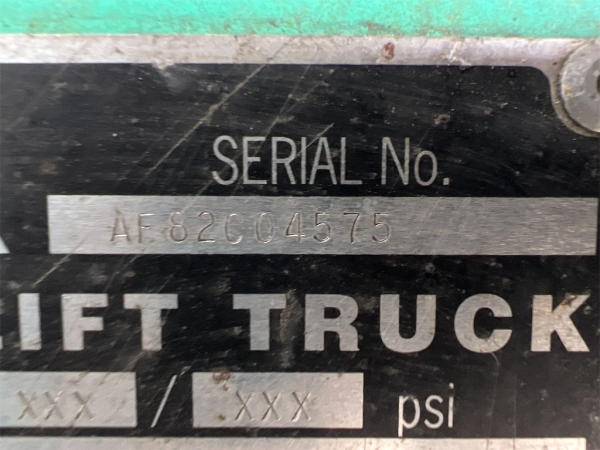 SERIAL No.
AF82C04575
LIFT TRUCK
XXX / XXX psi